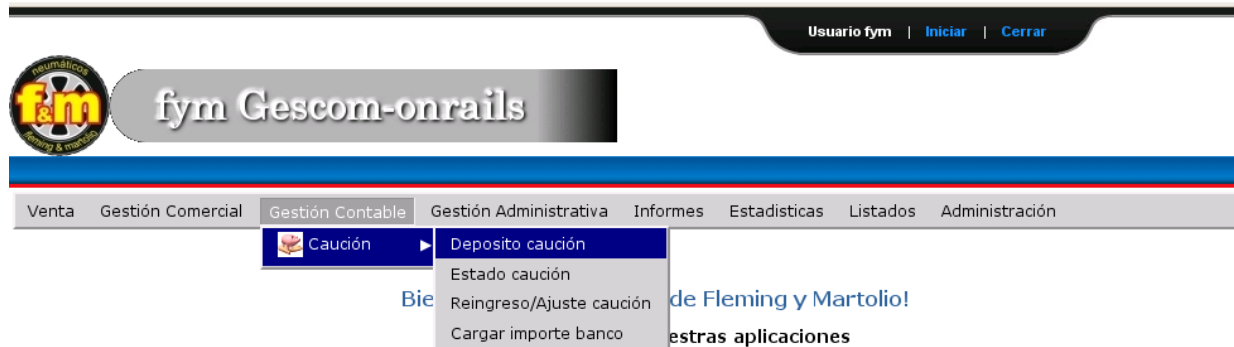 Usuario fym | Iniciar | Cerrar
neumáticos
f&m
fleming & martolio
fym Gescom-onrails
Venta Gestión Comercial Gestión Contable Gestión Administrativa Informes Estadisticas Listados Administración
Caución
Deposito caución
Estado caución
Reingreso/Ajuste caución
Cargar importe banco
Bie de Fleming y Martolio!
estras aplicaciones